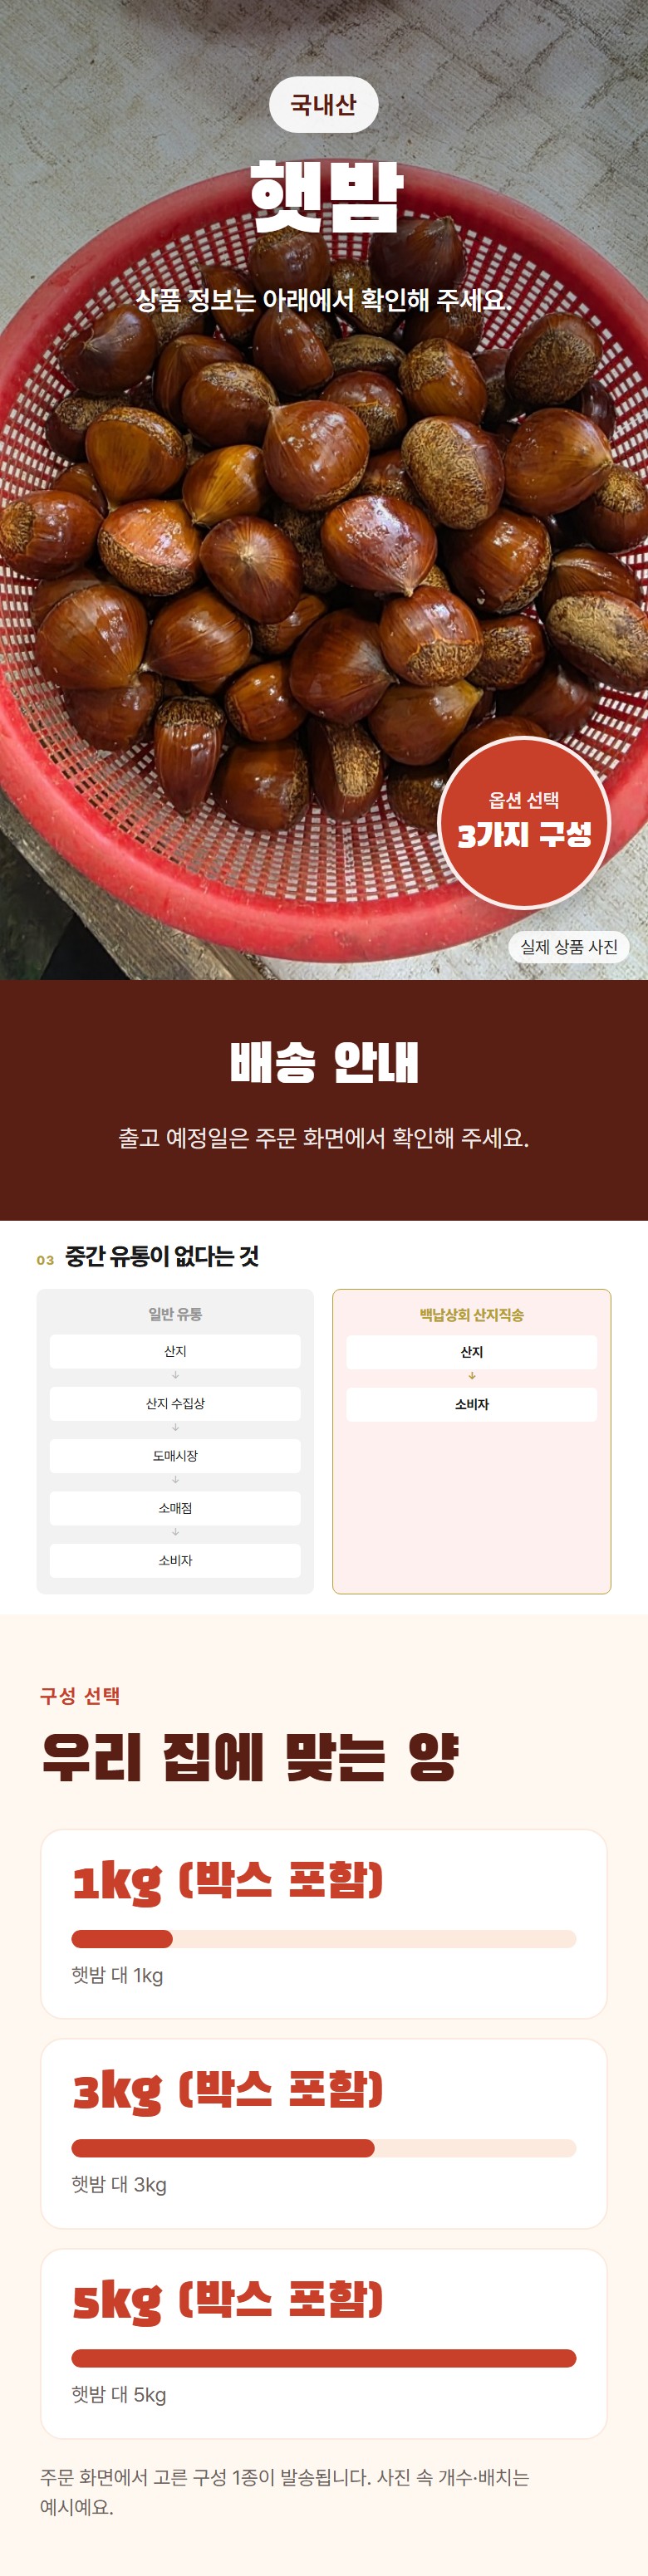 국내산
햇밤
상품 정보는 아래에서 확인해 주세요.
옵션 선택
3가지 구성
실제 상품 사진
배송 안내
출고 예정일은 주문 화면에서 확인해 주세요.
03 중간 유통이 없다는 것
일반 유통
산지
↓
산지 수집상
↓
도매시장
↓
소매점
↓
소비자
백납상회 산지직송
산지
↓
소비자
구성 선택
우리 집에 맞는 양
1kg (박스 포함)
햇밤 대 1kg
3kg (박스 포함)
햇밤 대 3kg
5kg (박스 포함)
햇밤 대 5kg
주문 화면에서 고른 구성 1종이 발송됩니다. 사진 속 개수·배치는
예시예요.